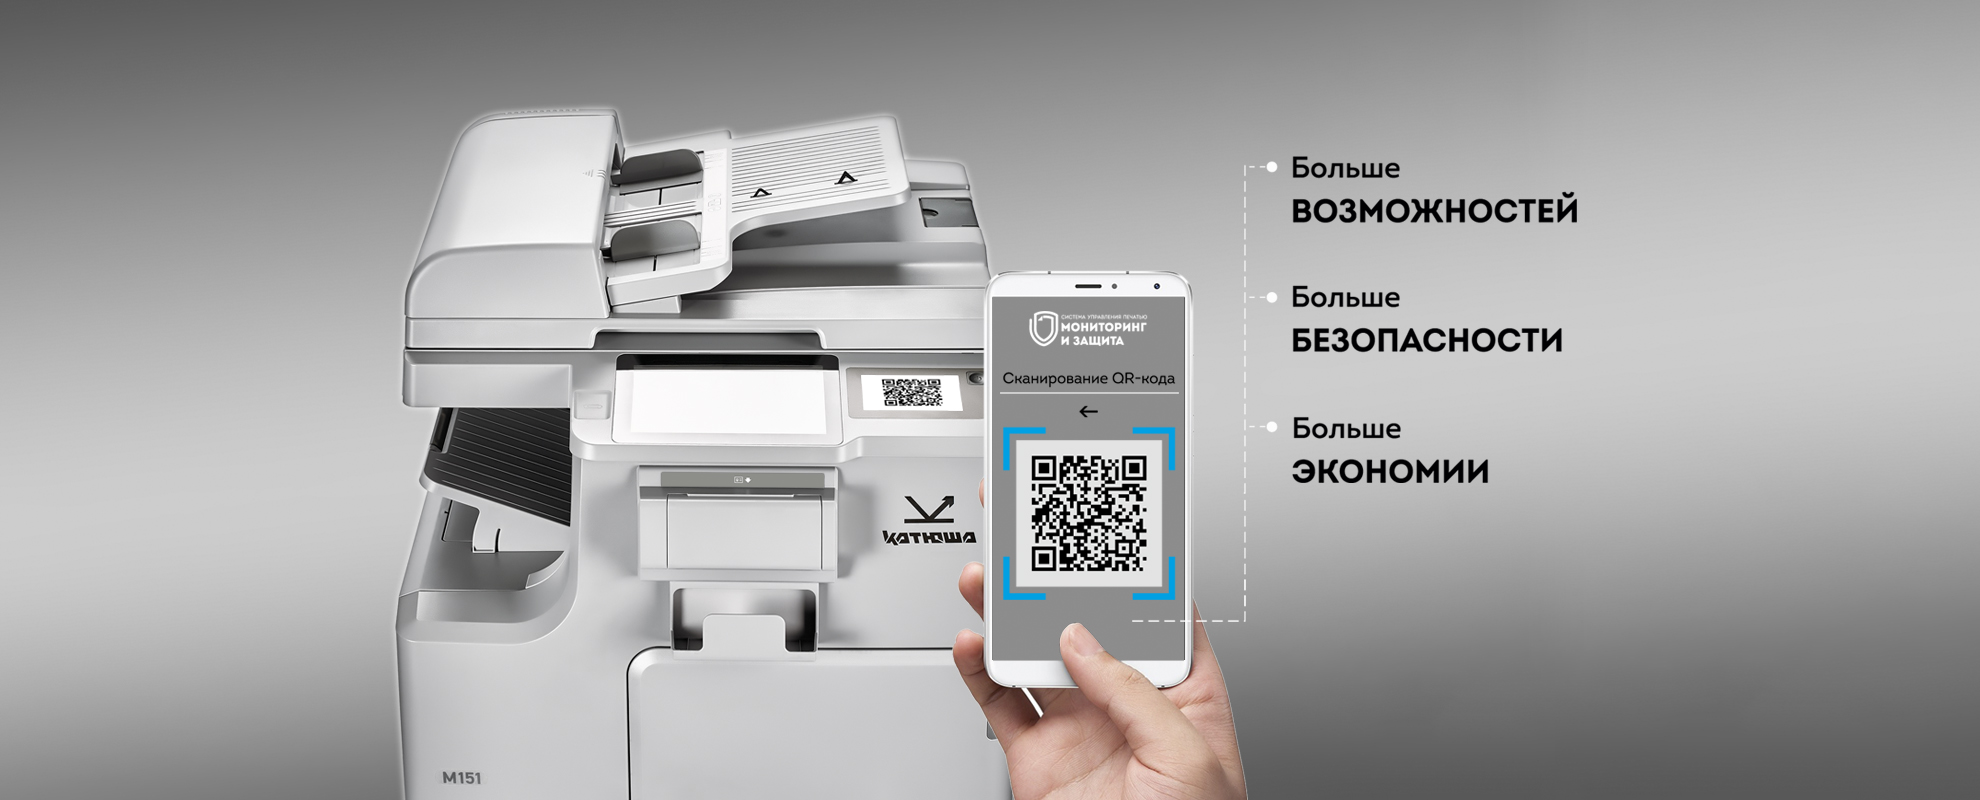 Больше
ВОЗМОЖНОСТЕЙ
Больше
БЕЗОПАСНОСТИ
Больше
ЭКОНОМИИ
СИСТЕМА УПРАВЛЕНИЯ ПЕЧАТЬЮ
МОНИТОРИНГ
И ЗАЩИТА
Сканирование QR-кода
КАТЮША
M151